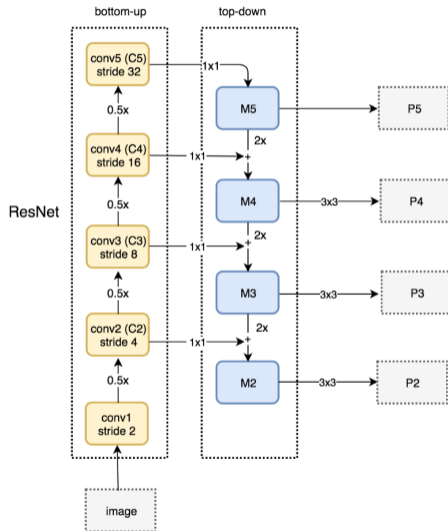 bottom-up
top-down
conv5 (C5)
stride 32
1x1
M5
P5
0.5x
2x
conv4 (C4)
stride 16
1x1
+
M4
3x3
P4
ResNet
0.5x
2x
conv3 (C3)
stride 8
1x1
+
M3
3x3
P3
0.5x
2x
conv2 (C2)
stride 4
1x1
+
M2
3x3
P2
0.5x
conv1
stride 2
image